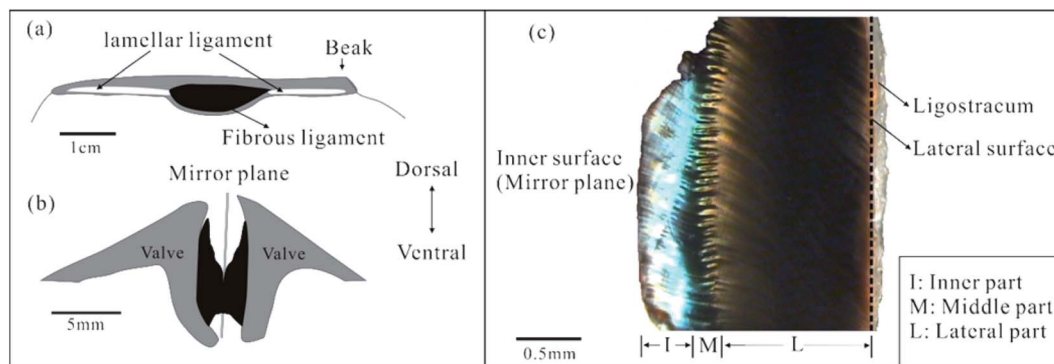 (a)
lamellar ligament
Beak
Fibrous ligament
1cm
Mirror plane
Dorsal
Ventral
(b)
Valve
Valve
5mm
(c)
Ligostracum
Lateral surface
Inner surface
(Mirror plane)
I: Inner part
M: Middle part
L: Lateral part
0.5mm
I
M
L